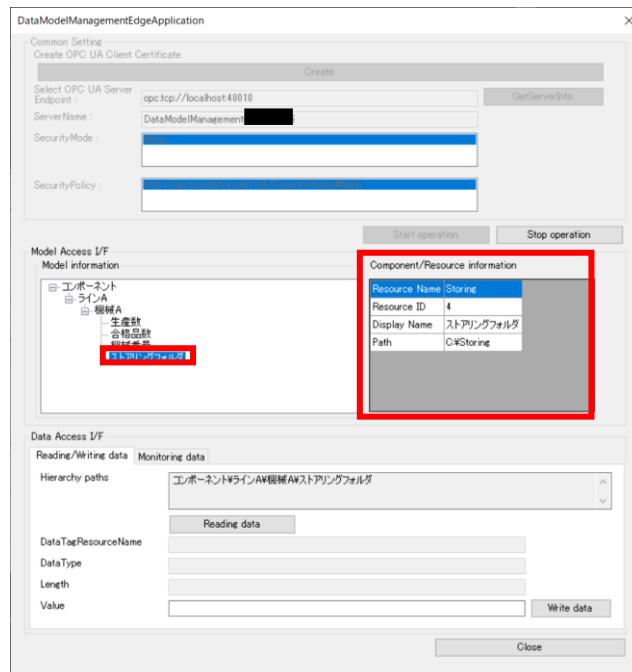 DataModelManagementEdgeApplication
Common Setting
Create OPC UA Client Certificate
Create
Select OPC UA Server
Endpoint :
opc.tcp://localhost:48010
GetServerInfo
ServerName :
DataModelManagement
SecurityMode :
None
SecurityPolicy :
Start operation
Stop operation
Model Access I/F
Model information
コンポーネント
ラインA
機械A
生産数
合格品数
機械番号
ストアリングフォルダ
Component/Resource information
Resource Name Storing
Resource ID 4
Display Name ストアリングフォルダ
Path C:¥Storing
Data Access I/F
Reading/Writing data
Monitoring data
Hierarchy paths
コンポーネント¥ラインA¥機械A¥ストアリングフォルダ
Reading data
DataTagResourceName
DataType
Length
Value
Write data
Close